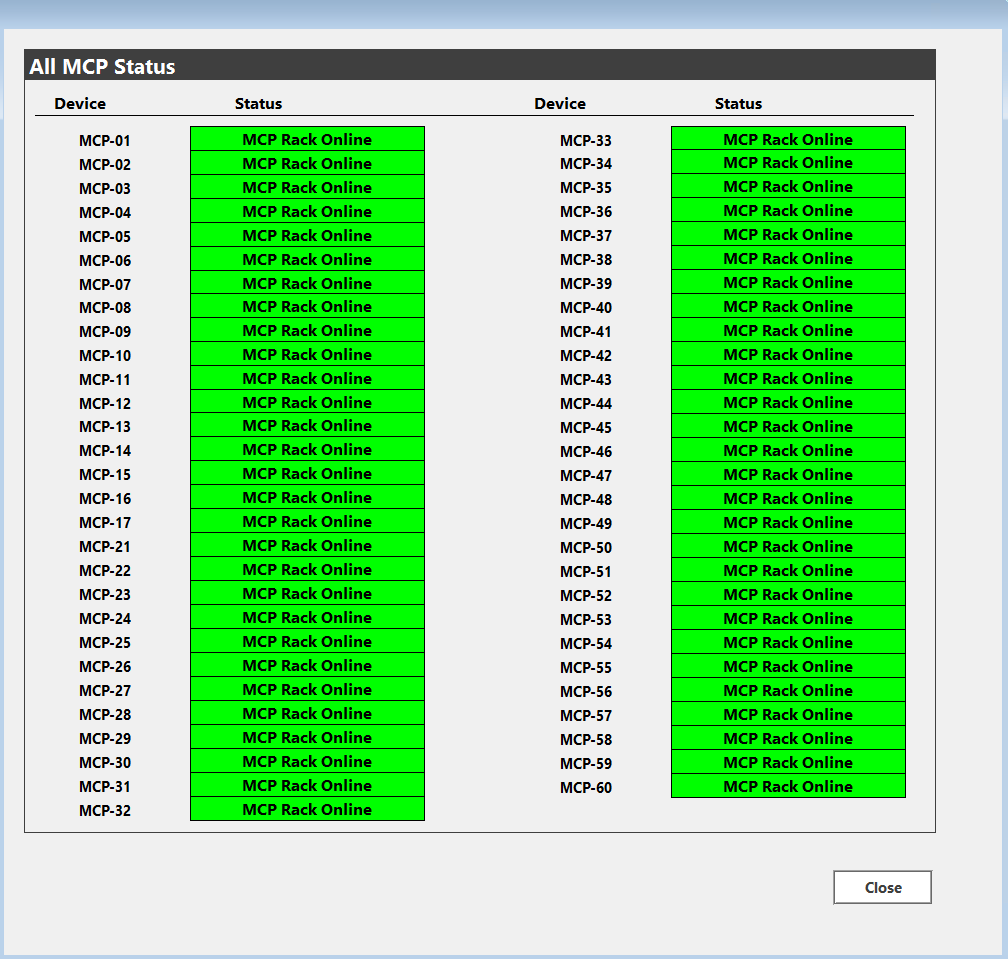 All MCP Status
Device Status Device Status
MCP-01 MCP Rack Online MCP-33 MCP Rack Online
MCP-02 MCP Rack Online MCP-34 MCP Rack Online
MCP-03 MCP Rack Online MCP-35 MCP Rack Online
MCP-04 MCP Rack Online MCP-36 MCP Rack Online
MCP-05 MCP Rack Online MCP-37 MCP Rack Online
MCP-06 MCP Rack Online MCP-38 MCP Rack Online
MCP-07 MCP Rack Online MCP-39 MCP Rack Online
MCP-08 MCP Rack Online MCP-40 MCP Rack Online
MCP-09 MCP Rack Online MCP-41 MCP Rack Online
MCP-10 MCP Rack Online MCP-42 MCP Rack Online
MCP-11 MCP Rack Online MCP-43 MCP Rack Online
MCP-12 MCP Rack Online MCP-44 MCP Rack Online
MCP-13 MCP Rack Online MCP-45 MCP Rack Online
MCP-14 MCP Rack Online MCP-46 MCP Rack Online
MCP-15 MCP Rack Online MCP-47 MCP Rack Online
MCP-16 MCP Rack Online MCP-48 MCP Rack Online
MCP-17 MCP Rack Online MCP-49 MCP Rack Online
MCP-21 MCP Rack Online MCP-50 MCP Rack Online
MCP-22 MCP Rack Online MCP-51 MCP Rack Online
MCP-23 MCP Rack Online MCP-52 MCP Rack Online
MCP-24 MCP Rack Online MCP-53 MCP Rack Online
MCP-25 MCP Rack Online MCP-54 MCP Rack Online
MCP-26 MCP Rack Online MCP-55 MCP Rack Online
MCP-27 MCP Rack Online MCP-56 MCP Rack Online
MCP-28 MCP Rack Online MCP-57 MCP Rack Online
MCP-29 MCP Rack Online MCP-58 MCP Rack Online
MCP-30 MCP Rack Online MCP-59 MCP Rack Online
MCP-31 MCP Rack Online MCP-60 MCP Rack Online
MCP-32 MCP Rack Online
Close